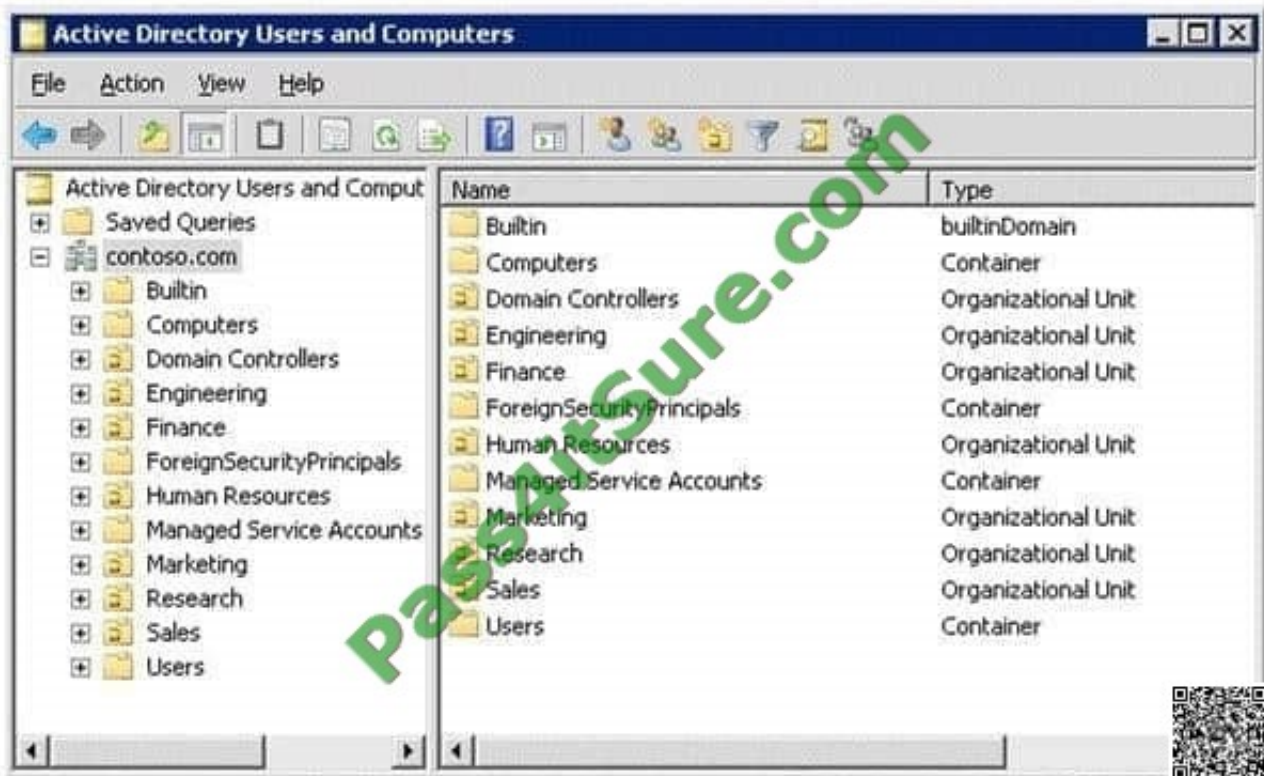 Active Directory Users and Computers
File Action View Help
Active Directory Users and Comput
Saved Queries
contoso.com
Builtin
Computers
Domain Controllers
Engineering
Finance
ForeignSecurityPrincipals
Human Resources
Managed Service Accounts
Marketing
Research
Sales
Users
Name Type
Builtin builtinDomain
Computers Container
Domain Controllers Organizational Unit
Engineering Organizational Unit
Finance Organizational Unit
ForeignSecurityPrincipals Container
Human Resources Organizational Unit
Managed Service Accounts Container
Marketing Organizational Unit
Research Organizational Unit
Sales Organizational Unit
Users Container
Pass4itSure.com